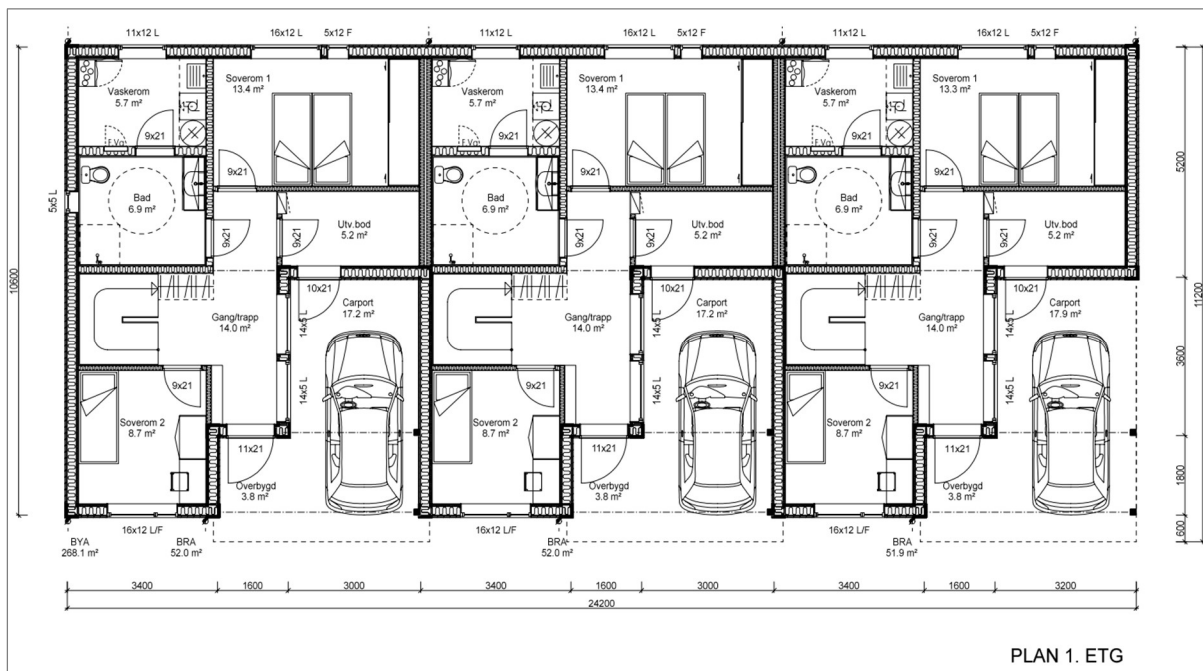 11x12 L
16x12 L
5x12 F
11x12 L
16x12 L
5x12 F
11x12 L
16x12 L
5x12 F
Vaskerom
5.7 m²
Soverom 1
13.4 m²
F.Vg
9x21
9x21
Bad
6.9 m²
5x5 L
9x21
9x21
Utv.bod
5.2 m²
Gang/trapp
14.0 m²
10x21
Carport
17.2 m²
14x5 L
14x5 L
9x21
Soverom 2
8.7 m²
11x21
Overbygd
3.8 m²
16x12 L/F
Vaskerom
5.7 m²
Soverom 1
13.4 m²
F.Vg
9x21
9x21
Bad
6.9 m²
9x21
9x21
Utv.bod
5.2 m²
Gang/trapp
14.0 m²
10x21
Carport
17.2 m²
14x5 L
14x5 L
9x21
Soverom 2
8.7 m²
11x21
Overbygd
3.8 m²
16x12 L/F
Vaskerom
5.7 m²
Soverom 1
13.3 m²
F.Vg
9x21
9x21
Bad
6.9 m²
9x21
9x21
Utv.bod
5.2 m²
Gang/trapp
14.0 m²
10x21
Carport
17.9 m²
14x5 L
14x5 L
9x21
Soverom 2
8.7 m²
11x21
Overbygd
3.8 m²
16x12 L/F
BYA
268.1 m²
BRA
52.0 m²
BRA
52.0 m²
BRA
51.9 m²
10600
5200
3600
1800
600
11200
3400
1600
3000
3400
1600
3000
3400
1600
3200
24200
PLAN 1. ETG